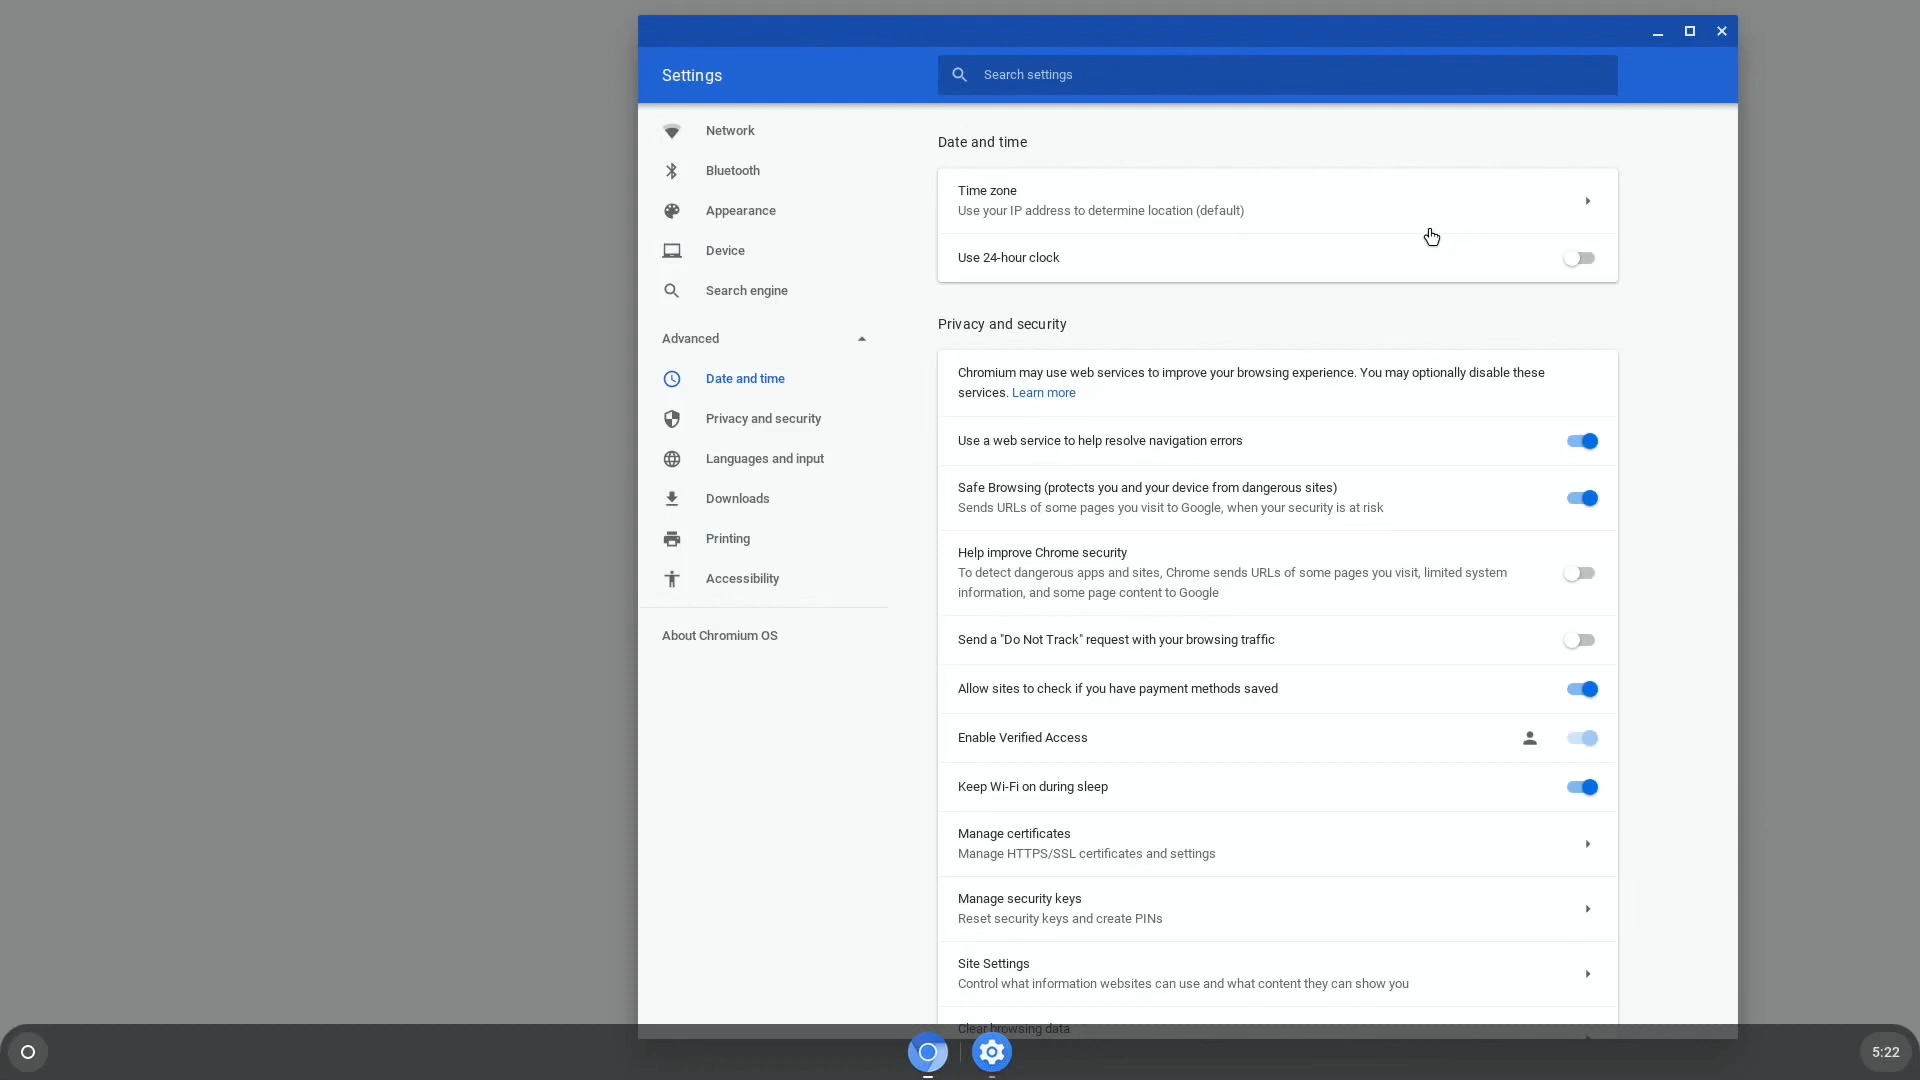 Settings
Search settings
Network
Bluetooth
Appearance
Device
Search engine
Advanced
Date and time
Privacy and security
Languages and input
Downloads
Printing
Accessibility
About Chromium OS
Date and time
Time zone
Use your IP address to determine location (default)
Use 24-hour clock
Privacy and security
Chromium may use web services to improve your browsing experience. You may optionally disable these
services. Learn more
Use a web service to help resolve navigation errors
Safe Browsing (protects you and your device from dangerous sites)
Sends URLs of some pages you visit to Google, when your security is at risk
Help improve Chrome security
To detect dangerous apps and sites, Chrome sends URLs of some pages you visit, limited system
information, and some page content to Google
Send a "Do Not Track" request with your browsing traffic
Allow sites to check if you have payment methods saved
Enable Verified Access
Keep Wi-Fi on during sleep
Manage certificates
Manage HTTPS/SSL certificates and settings
Manage security keys
Reset security keys and create PINs
Site Settings
Control what information websites can use and what content they can show you
Clear browsing data
5:22